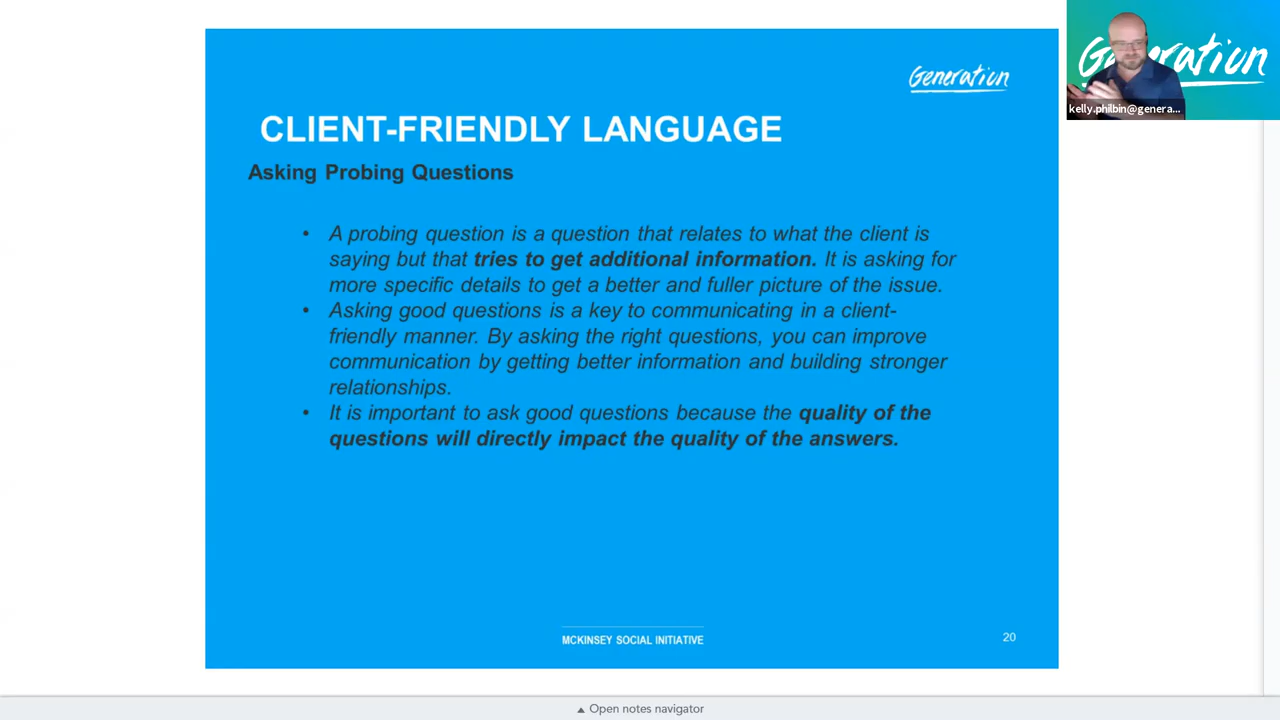 Generation
CLIENT-FRIENDLY LANGUAGE
Asking Probing Questions
• A probing question is a question that relates to what the client is
saying but that tries to get additional information. It is asking for
more specific details to get a better and fuller picture of the issue.
• Asking good questions is a key to communicating in a client-
friendly manner. By asking the right questions, you can improve
communication by getting better information and building stronger
relationships.
• It is important to ask good questions because the quality of the
questions will directly impact the quality of the answers.
MCKINSEY SOCIAL INITIATIVE
20
Generation
kelly.philbin@genera...
▲ Open notes navigator